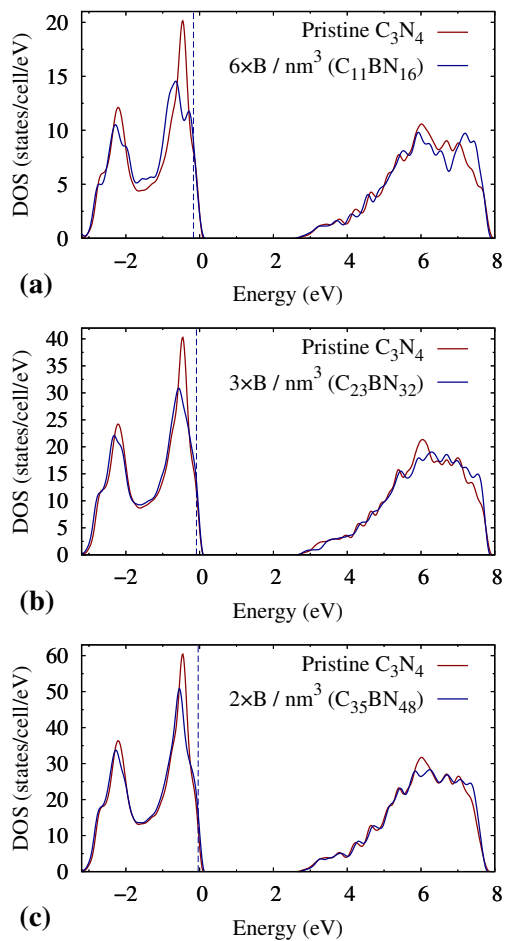 Pristine C₃N₄
6×B / nm³ (C₁₁BN₁₆)
DOS (states/cell/eV)
20
15
10
5
0
−2 0 2 4 6 8
Energy (eV)
(a)
Pristine C₃N₄
3×B / nm³ (C₂₃BN₃₂)
DOS (states/cell/eV)
40
35
30
25
20
15
10
5
0
−2 0 2 4 6 8
Energy (eV)
(b)
Pristine C₃N₄
2×B / nm³ (C₃₅BN₄₈)
DOS (states/cell/eV)
60
50
40
30
20
10
0
−2 0 2 4 6 8
Energy (eV)
(c)